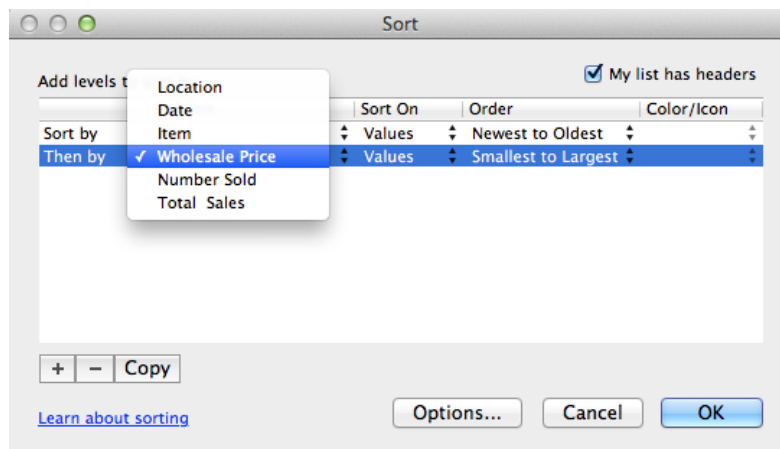 Sort
Add levels t
My list has headers
Location
Date
Item
✓ Wholesale Price
Number Sold
Total Sales
Sort On Order Color/Icon
Sort by Values Newest to Oldest
Then by Values Smallest to Largest
+ – Copy
Learn about sorting
Options... Cancel OK